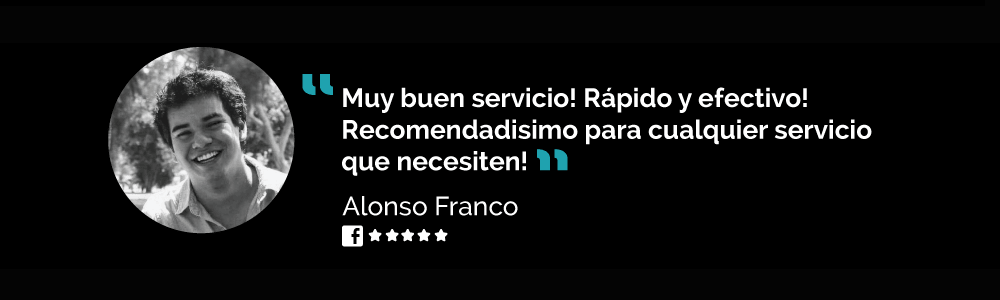 Muy buen servicio! Rápido y efectivo!
Recomendadisimo para cualquier servicio
que necesiten!
Alonso Franco